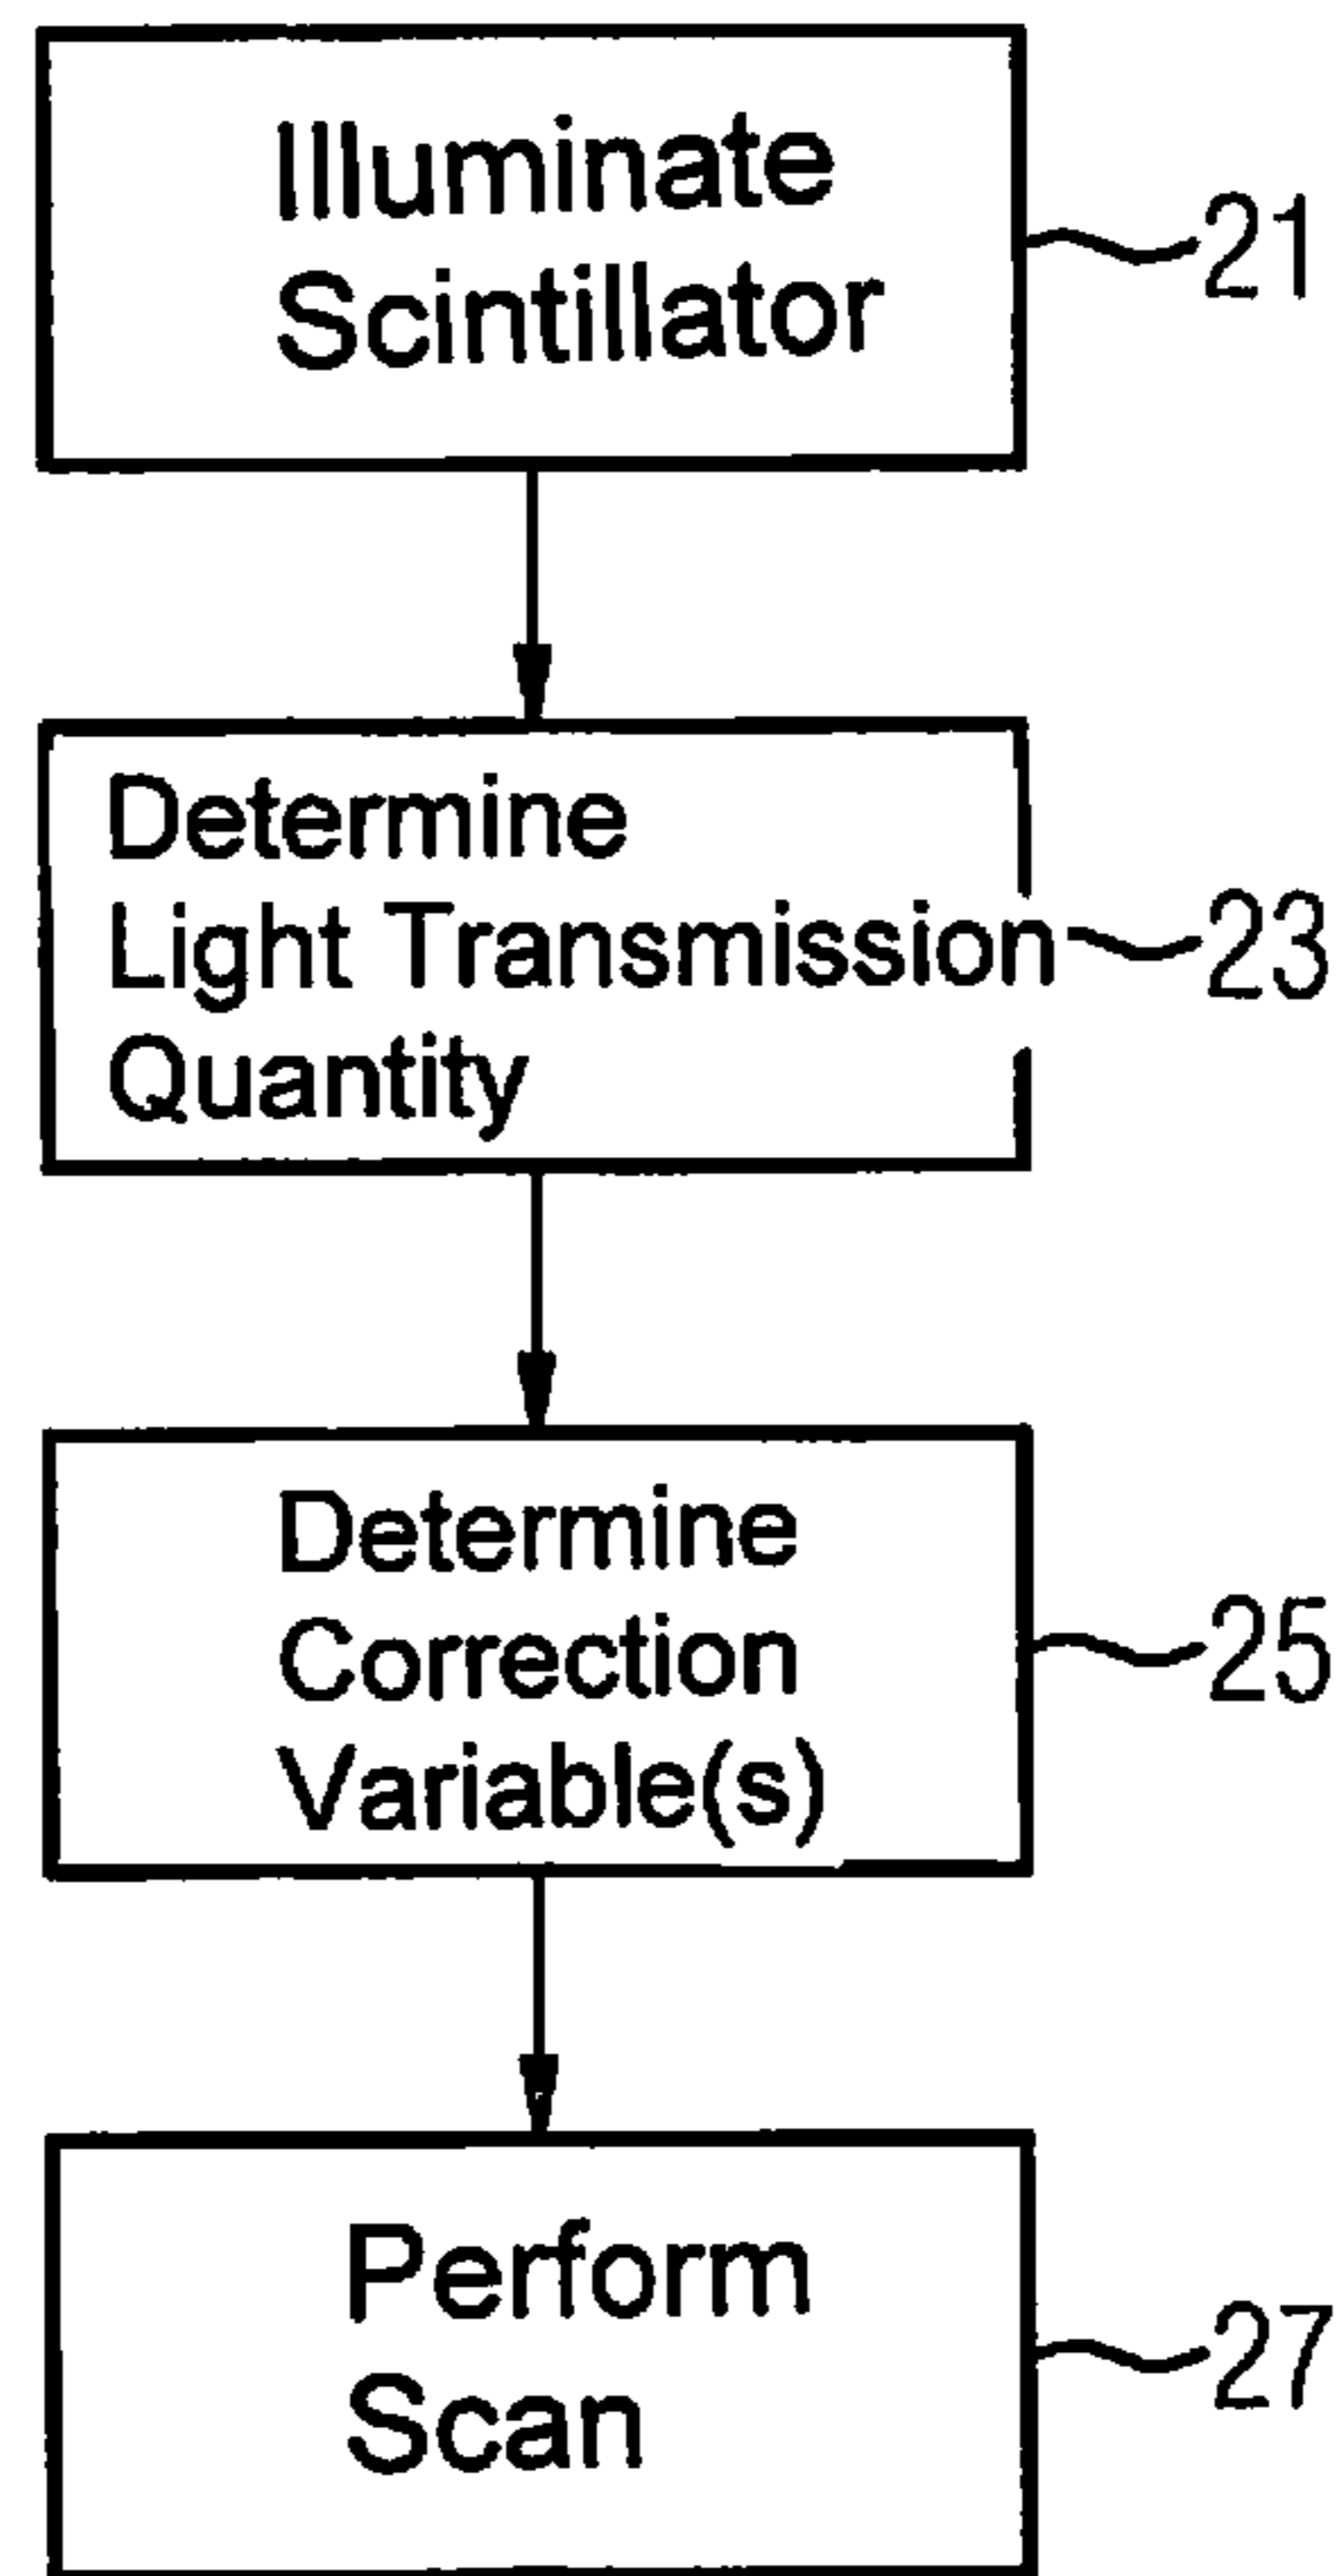 Illuminate
Scintillator
21
Determine
Light Transmission
Quantity
23
Determine
Correction
Variable(s)
25
Perform
Scan
27